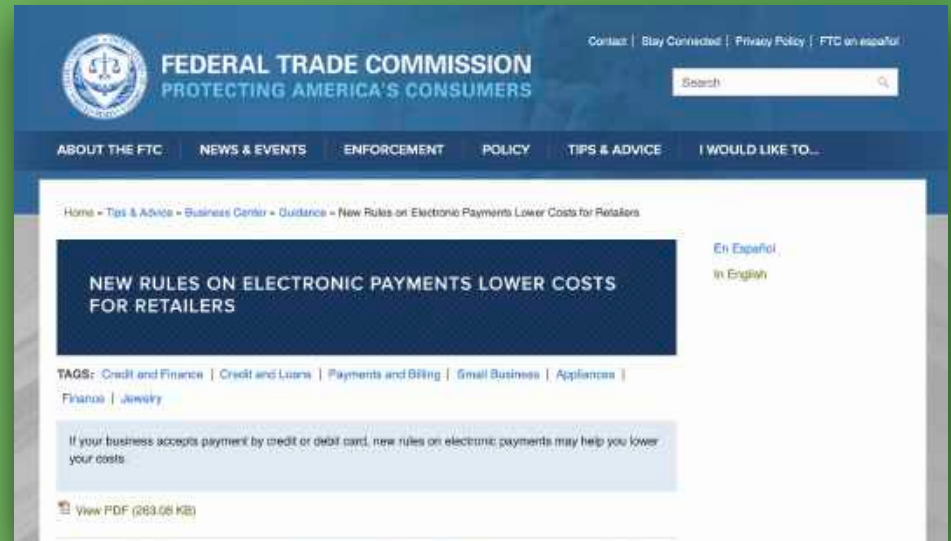 Contact | Stay Connected | Privacy Policy | FTC en español
FEDERAL TRADE COMMISSION
PROTECTING AMERICA'S CONSUMERS
Search
ABOUT THE FTC NEWS & EVENTS ENFORCEMENT POLICY TIPS & ADVICE I WOULD LIKE TO...
Home » Tips & Advice » Business Center » Guidance » New Rules on Electronic Payments Lower Costs for Retailers
En Español
In English
NEW RULES ON ELECTRONIC PAYMENTS LOWER COSTS
FOR RETAILERS
TAGS: Credit and Finance | Credit and Loans | Payments and Billing | Small Business | Appliances |
Finance | Jewelry
If your business accepts payment by credit or debit card, new rules on electronic payments may help you lower
your costs.
View PDF (263.08 KB)